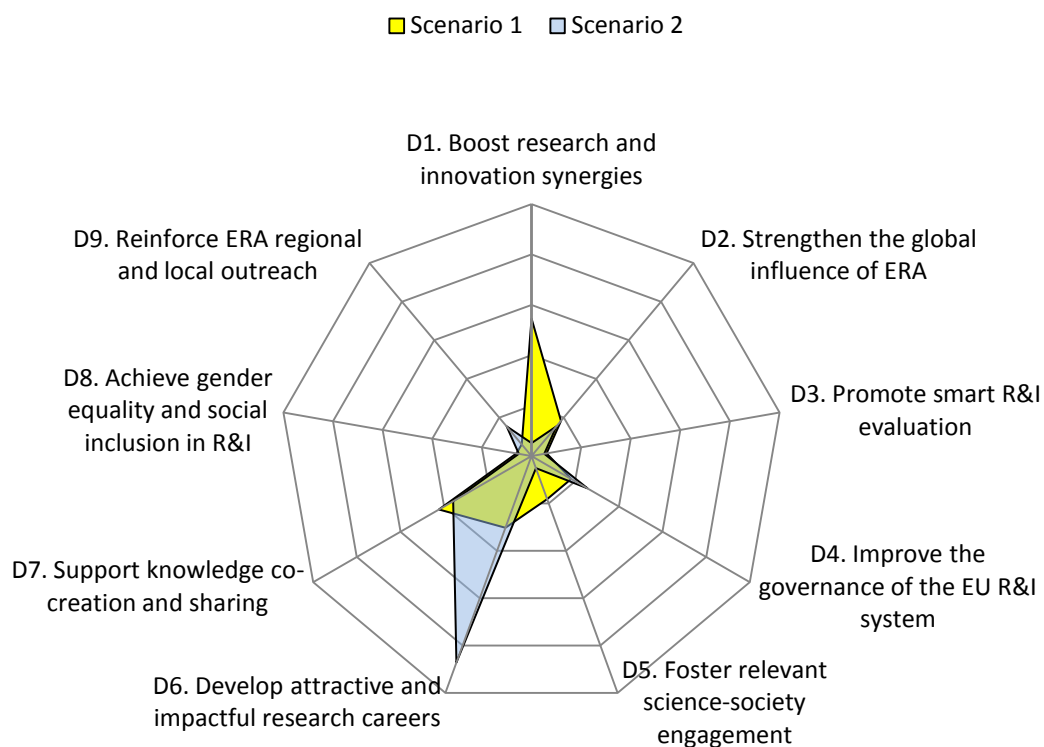 Scenario 1 Scenario 2
D1. Boost research and
innovation synergies
D2. Strengthen the global
influence of ERA
D3. Promote smart R&I
evaluation
D4. Improve the
governance of the EU R&I
system
D5. Foster relevant
science-society
engagement
D6. Develop attractive and
impactful research careers
D7. Support knowledge co-
creation and sharing
D8. Achieve gender
equality and social
inclusion in R&I
D9. Reinforce ERA regional
and local outreach